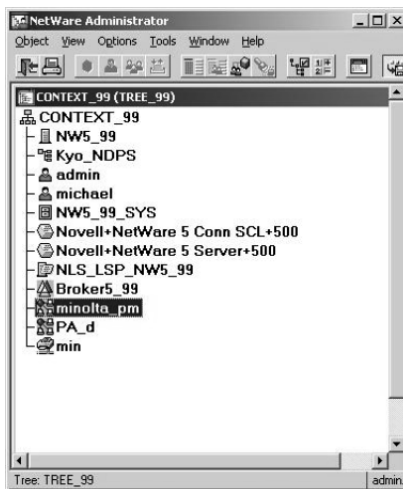 NetWare Administrator
Object View Options Tools Window Help
CONTEXT_99 (TREE_99)
CONTEXT_99
NW5_99
Kyo_NDPS
admin
michael
NW5_99_SYS
Novell+NetWare 5 Conn SCL+500
Novell+NetWare 5 Server+500
NLS_LSP_NW5_99
Broker5_99
minolta_pm
PA_d
min
Tree: TREE_99 admin.